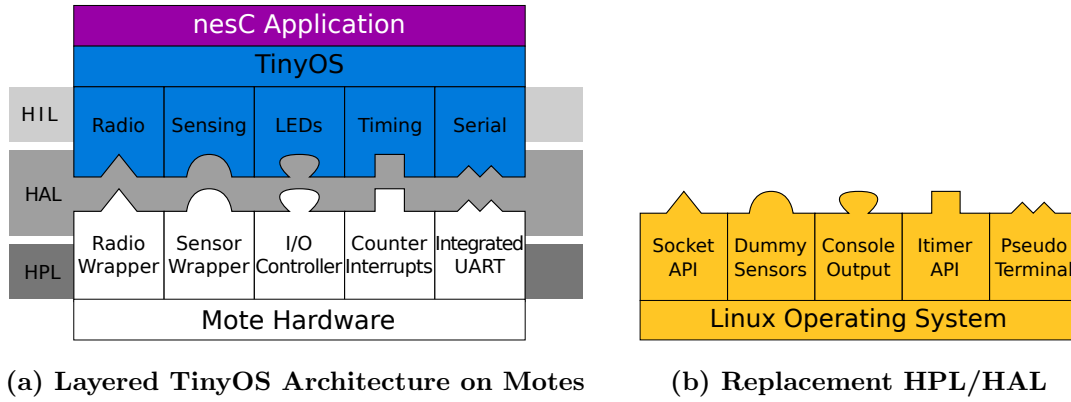 nesC Application
TinyOS
HIL
Radio Sensing LEDs Timing Serial
HAL
HPL
Radio Wrapper
Sensor Wrapper
I/O Controller
Counter Interrupts
Integrated UART
Mote Hardware
(a) Layered TinyOS Architecture on Motes
Socket API
Dummy Sensors
Console Output
Itimer API
Pseudo Terminal
Linux Operating System
(b) Replacement HPL/HAL